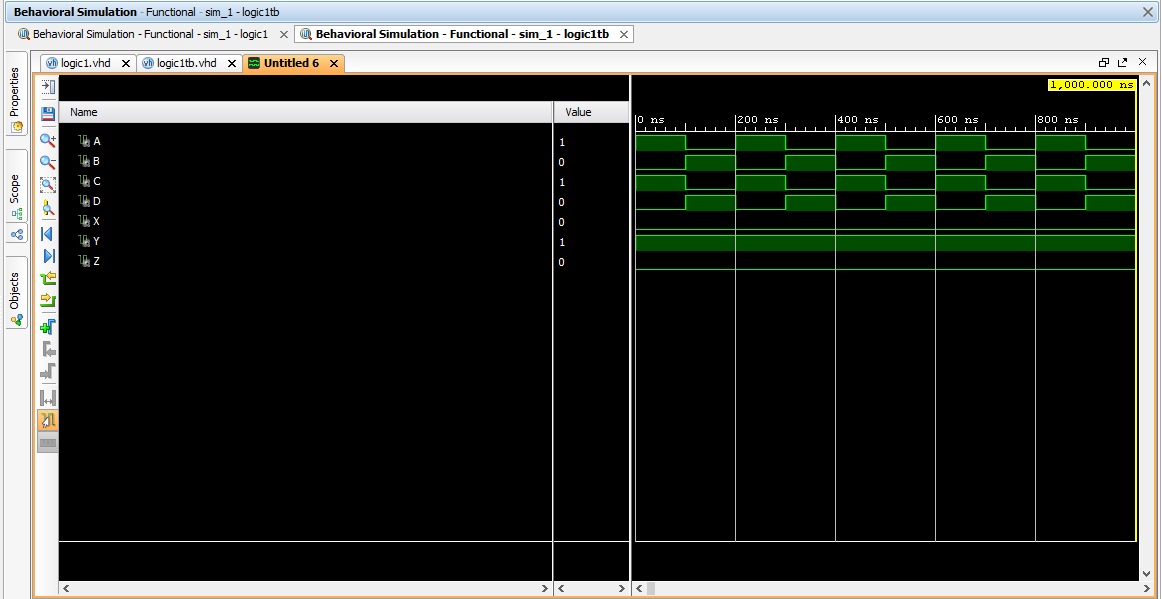 Behavioral Simulation - Functional - sim_1 - logic1tb
Behavioral Simulation - Functional - sim_1 - logic1
Behavioral Simulation - Functional - sim_1 - logic1tb
logic1.vhd
logic1tb.vhd
Untitled 6
Properties
Scope
Objects
1,000.000 ns
Name Value
0 ns 200 ns 400 ns 600 ns 800 ns
A 1
B 0
C 1
D 0
X 0
Y 1
Z 0